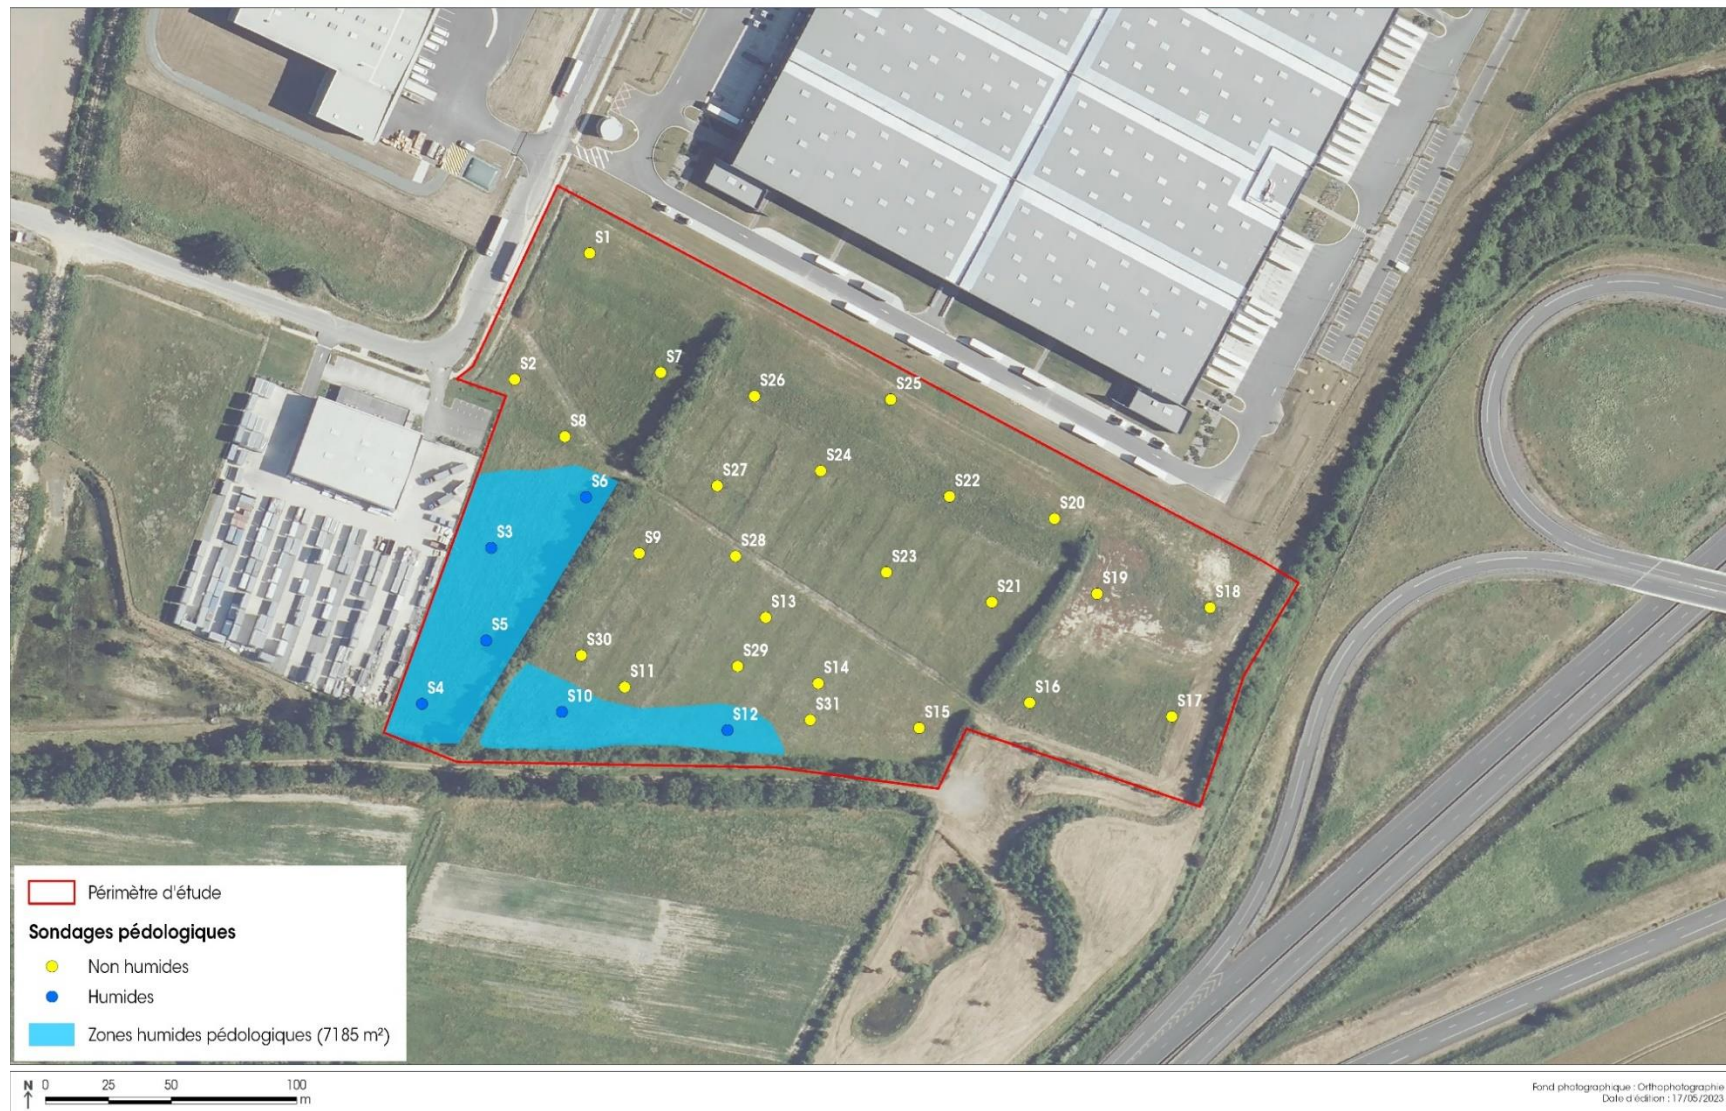 S1
S2
S7
S26
S25
S8
S24
S27
S6
S22
S20
S3
S9
S28
S23
S19
S21
S18
S13
S5
S30
S29
S14
S11
S4
S10
S16
S12
S31
S15
S17
Périmètre d'étude
Sondages pédologiques
Non humides
Humides
Zones humides pédologiques (7185 m²)
N 0 25 50 100
m
Fond photographique : Orthophotographie
Date d'édition : 17/05/2023